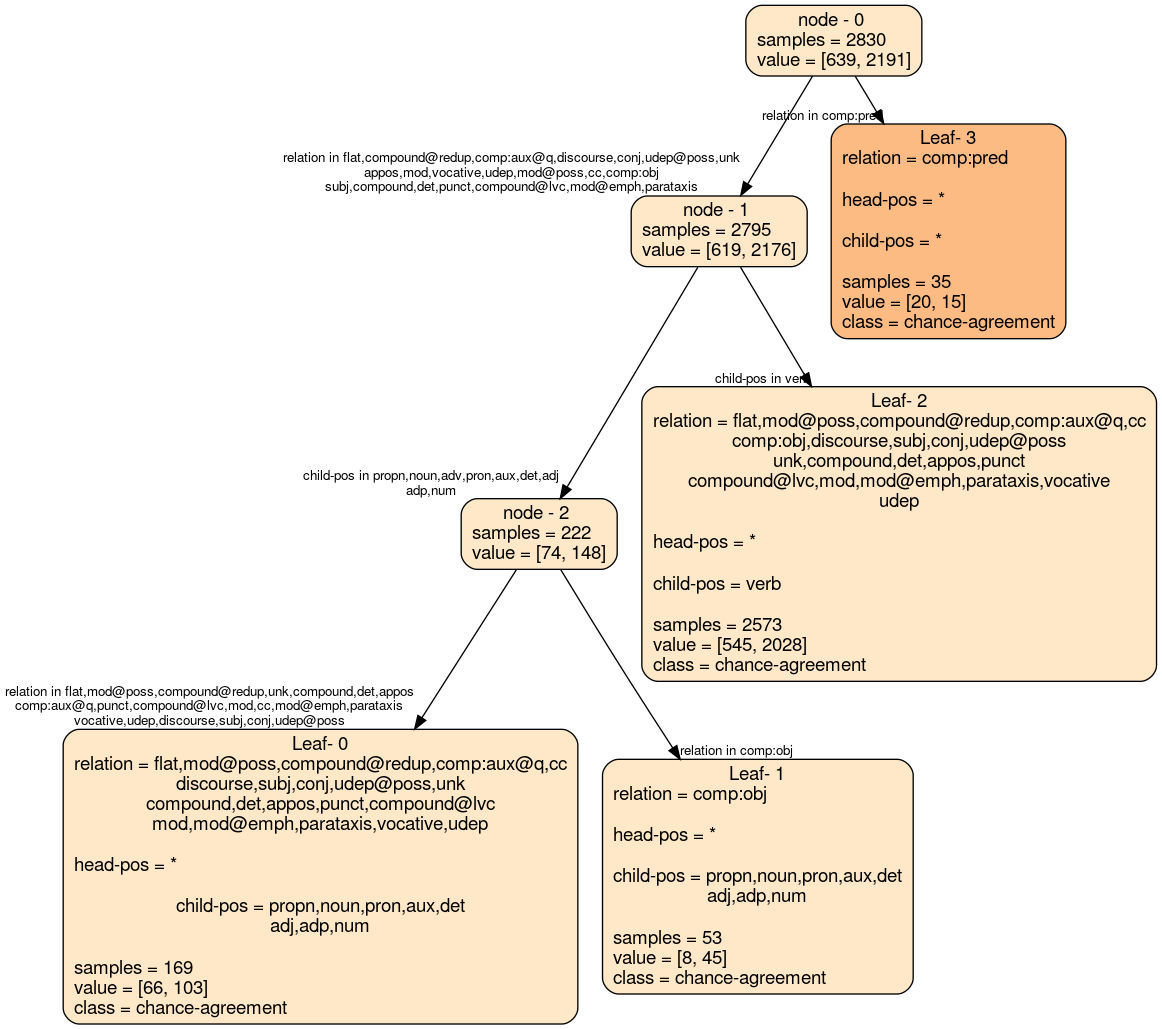 node - 0
samples = 2830
value = [639, 2191]
relation in comp:pred
Leaf- 3
relation = comp:pred
head-pos = *
child-pos = *
samples = 35
value = [20, 15]
class = chance-agreement
relation in flat,compound@redup,comp:aux@q,discourse,conj,udep@poss,unk
appos,mod,vocative,udep,mod@poss,cc,comp:obj
subj,compound,det,punct,compound@lvc,mod@emph,parataxis
node - 1
samples = 2795
value = [619, 2176]
child-pos in verb
Leaf- 2
relation = flat,mod@poss,compound@redup,comp:aux@q,cc
comp:obj,discourse,subj,conj,udep@poss
unk,compound,det,appos,punct
compound@lvc,mod,mod@emph,parataxis,vocative
udep
head-pos = *
child-pos = verb
samples = 2573
value = [545, 2028]
class = chance-agreement
child-pos in propn,noun,adv,pron,aux,det,adj
adp,num
node - 2
samples = 222
value = [74, 148]
relation in flat,mod@poss,compound@redup,unk,compound,det,appos
comp:aux@q,punct,compound@lvc,mod,cc,mod@emph,parataxis
vocative,udep,discourse,subj,conj,udep@poss
Leaf- 0
relation = flat,mod@poss,compound@redup,comp:aux@q,cc
discourse,subj,conj,udep@poss,unk
compound,det,appos,punct,compound@lvc
mod,mod@emph,parataxis,vocative,udep
head-pos = *
child-pos = propn,noun,pron,aux,det
adj,adp,num
samples = 169
value = [66, 103]
class = chance-agreement
relation in comp:obj
Leaf- 1
relation = comp:obj
head-pos = *
child-pos = propn,noun,pron,aux,det
adj,adp,num
samples = 53
value = [8, 45]
class = chance-agreement